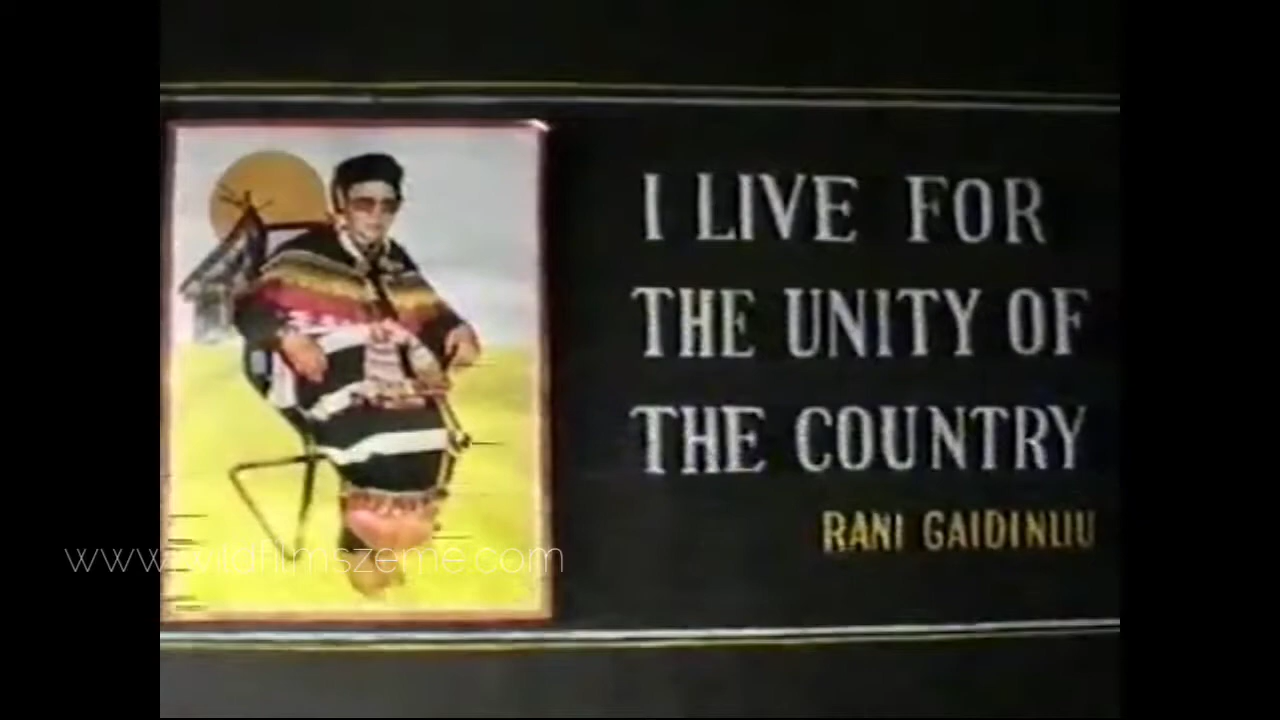 I LIVE FOR
THE UNITY OF
THE COUNTRY
RANI GAIDINLIU